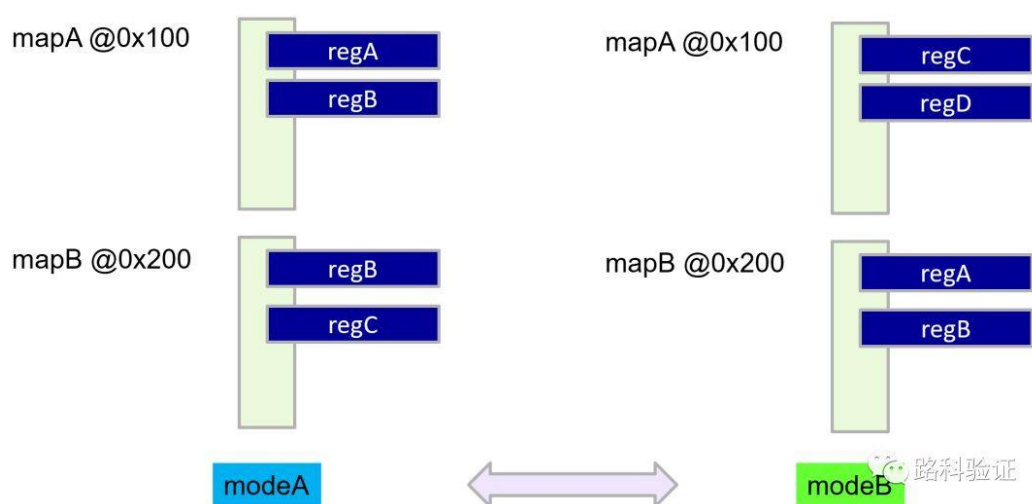 mapA @0x100
regA
regB
mapA @0x100
regC
regD
mapB @0x200
regB
regC
mapB @0x200
regA
regB
modeA
modeB
路科验证